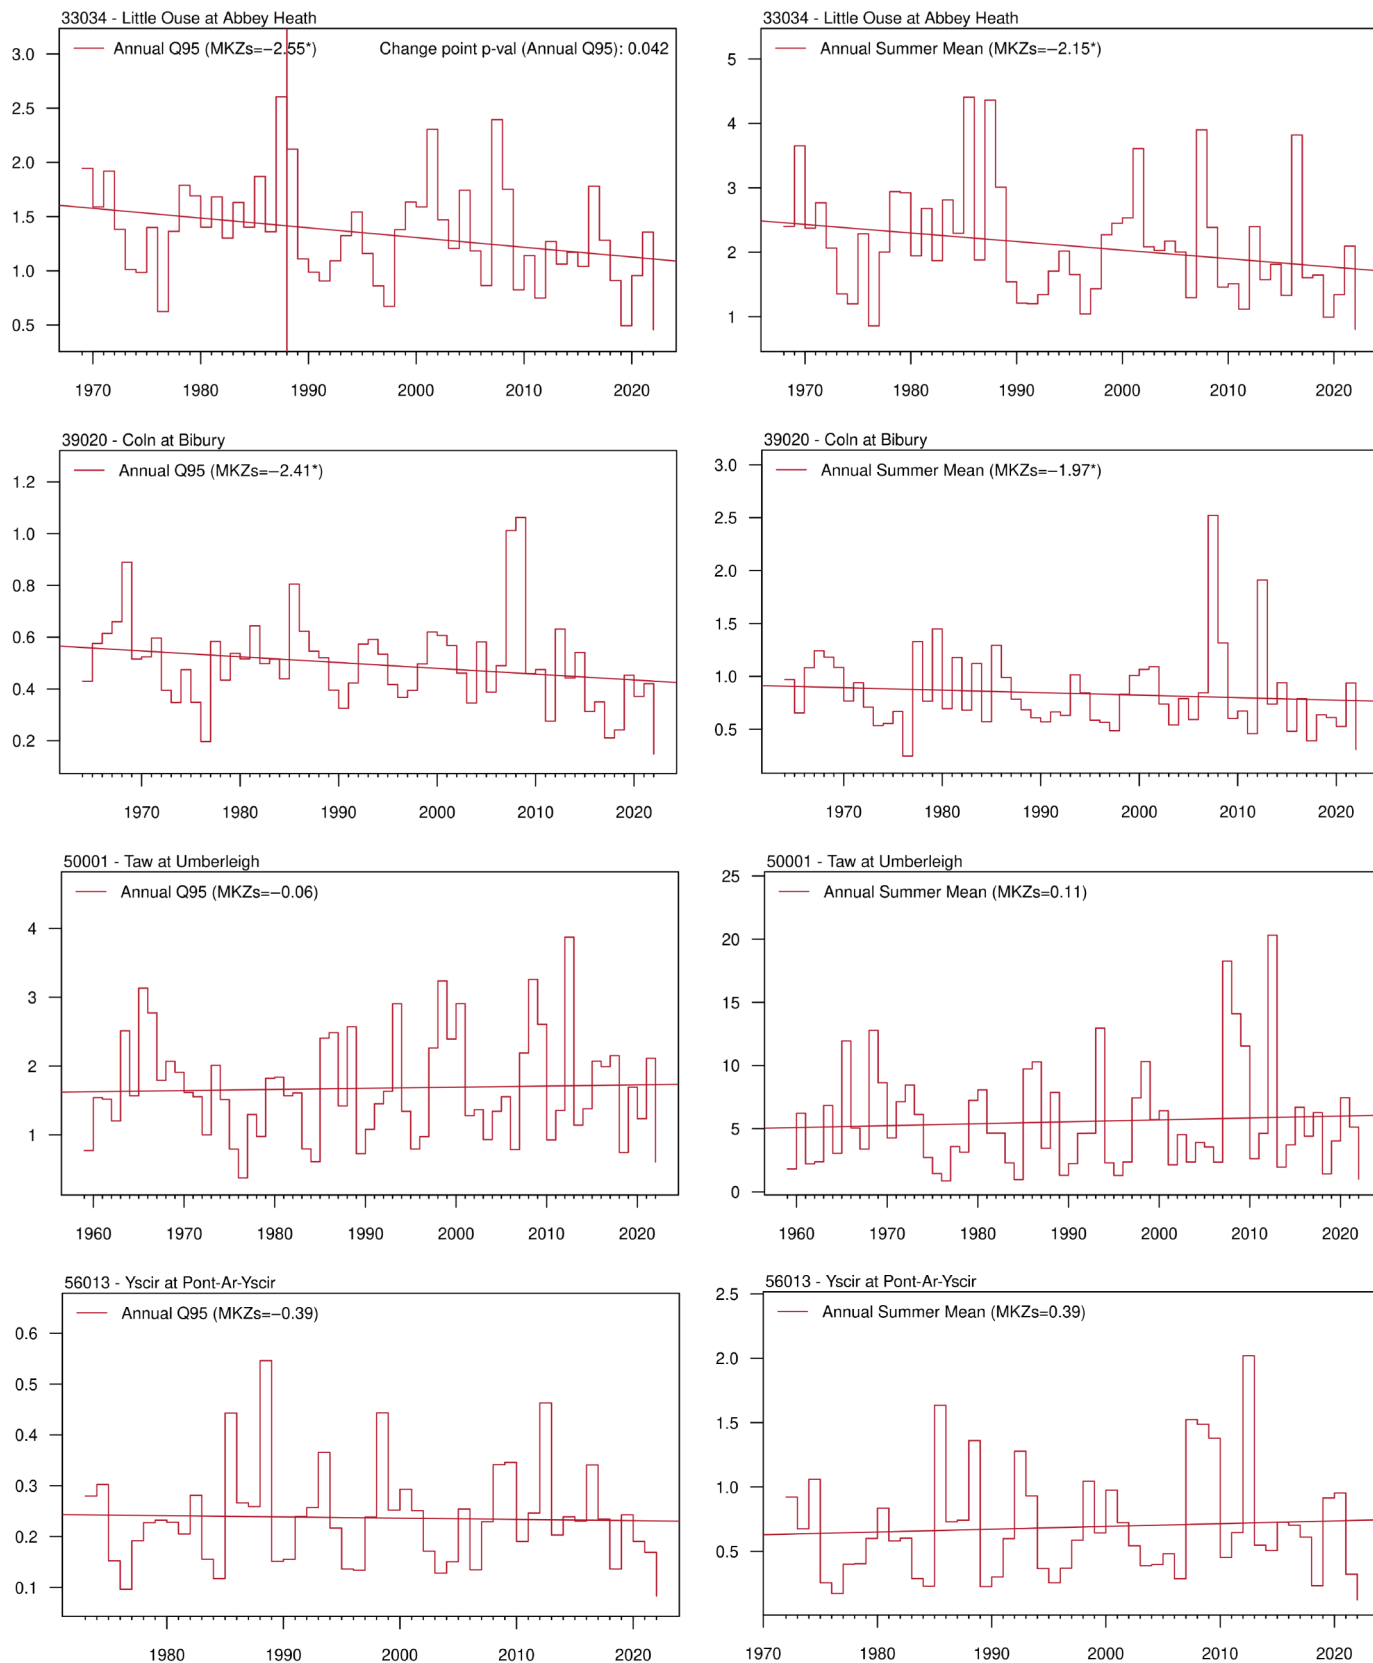 33034 - Little Ouse at Abbey Heath
Annual Q95 (MKZs=−2.55*)
Change point p-val (Annual Q95): 0.042
3.0
2.5
2.0
1.5
1.0
0.5
1970 1980 1990 2000 2010 2020
33034 - Little Ouse at Abbey Heath
Annual Summer Mean (MKZs=−2.15*)
5
4
3
2
1
1970 1980 1990 2000 2010 2020
39020 - Coln at Bibury
Annual Q95 (MKZs=−2.41*)
1.2
1.0
0.8
0.6
0.4
0.2
1970 1980 1990 2000 2010 2020
39020 - Coln at Bibury
Annual Summer Mean (MKZs=−1.97*)
3.0
2.5
2.0
1.5
1.0
0.5
1970 1980 1990 2000 2010 2020
50001 - Taw at Umberleigh
Annual Q95 (MKZs=−0.06)
4
3
2
1
1960 1970 1980 1990 2000 2010 2020
50001 - Taw at Umberleigh
Annual Summer Mean (MKZs=0.11)
25
20
15
10
5
0
1960 1970 1980 1990 2000 2010 2020
56013 - Yscir at Pont-Ar-Yscir
Annual Q95 (MKZs=−0.39)
0.6
0.5
0.4
0.3
0.2
0.1
1980 1990 2000 2010 2020
56013 - Yscir at Pont-Ar-Yscir
Annual Summer Mean (MKZs=0.39)
2.5
2.0
1.5
1.0
0.5
1970 1980 1990 2000 2010 2020